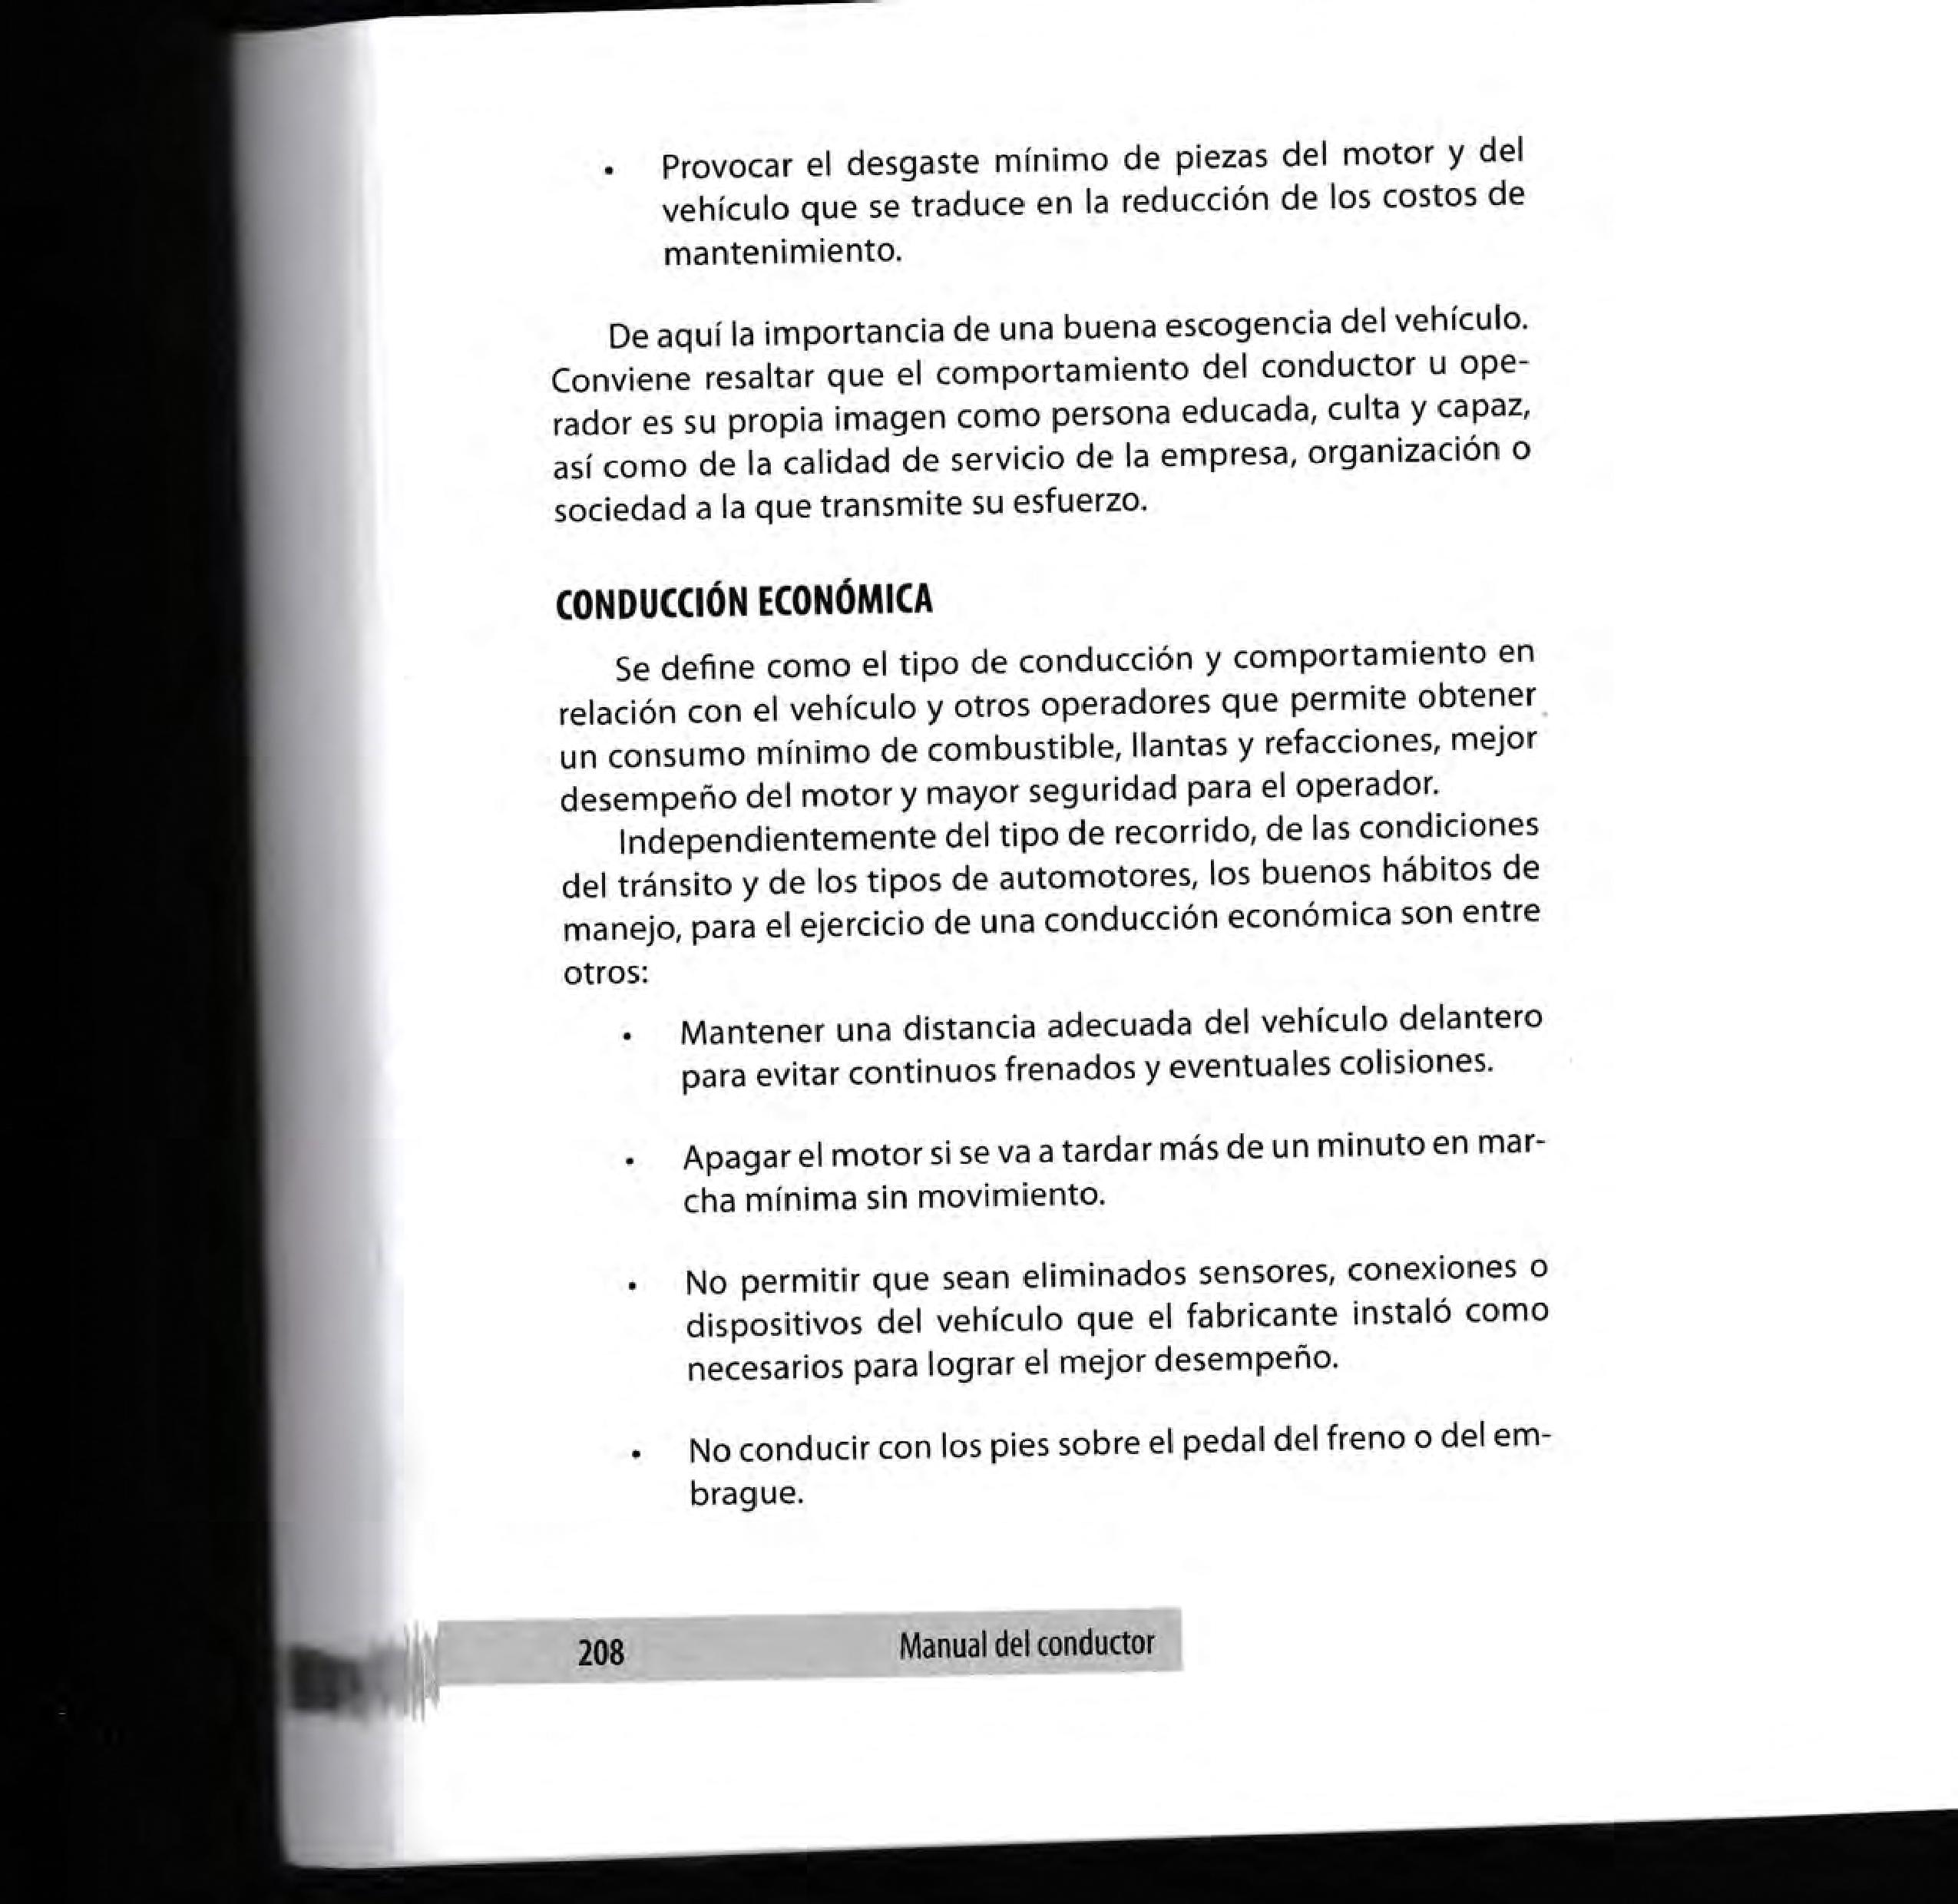 • Provocar el desgaste mínimo de piezas del motor y del
vehículo que se traduce en la reducción de los costos de
mantenimiento.
De aquí la importancia de una buena escogencia del vehículo.
Conviene resaltar que el comportamiento del conductor u ope-
rador es su propia imagen como persona educada, culta y capaz,
así como de la calidad de servicio de la empresa, organización o
sociedad a la que transmite su esfuerzo.
CONDUCCIÓN ECONÓMICA
Se define como el tipo de conducción y comportamiento en
relación con el vehículo y otros operadores que permite obtener
un consumo mínimo de combustible, llantas y refacciones, mejor
desempeño del motor y mayor seguridad para el operador.
Independientemente del tipo de recorrido, de las condiciones
del tránsito y de los tipos de automotores, los buenos hábitos de
manejo, para el ejercicio de una conducción económica son entre
otros:
• Mantener una distancia adecuada del vehículo delantero
para evitar continuos frenados y eventuales colisiones.
• Apagar el motor si se va a tardar más de un minuto en mar-
cha mínima sin movimiento.
• No permitir que sean eliminados sensores, conexiones o
dispositivos del vehículo que el fabricante instaló como
necesarios para lograr el mejor desempeño.
• No conducir con los pies sobre el pedal del freno o del em-
brague.
208 Manual del conductor